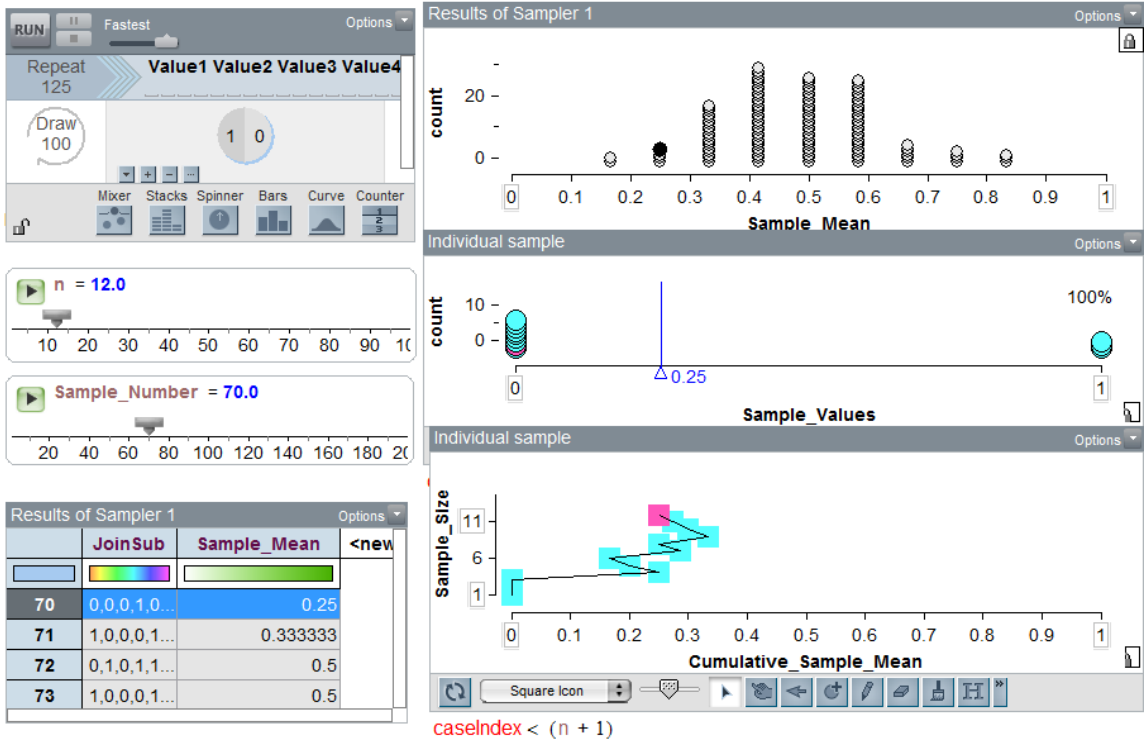 RUN
Fastest
Options
Repeat
125
Value1 Value2 Value3 Value4
Draw
100
1 0
Mixer Stacks Spinner Bars Curve Counter
1
2
3
n = 12.0
10 20 30 40 50 60 70 80 90 10
Sample_Number = 70.0
20 40 60 80 100 120 140 160 180 20
Results of Sampler 1 Options
JoinSub Sample_Mean <new
70 0,0,0,1,0... 0.25
71 1,0,0,0,1... 0.333333
72 0,1,0,1,1... 0.5
73 1,0,0,0,1... 0.5
Results of Sampler 1 Options
count
20
0
0 0.1 0.2 0.3 0.4 0.5 0.6 0.7 0.8 0.9 1
Sample_Mean
Individual sample Options
100%
count
10
0
0.25
0 1
Sample_Values
Individual sample Options
Sample_Size
11
6
1
0 0.1 0.2 0.3 0.4 0.5 0.6 0.7 0.8 0.9 1
Cumulative_Sample_Mean
Square Icon
caseIndex < (n + 1)